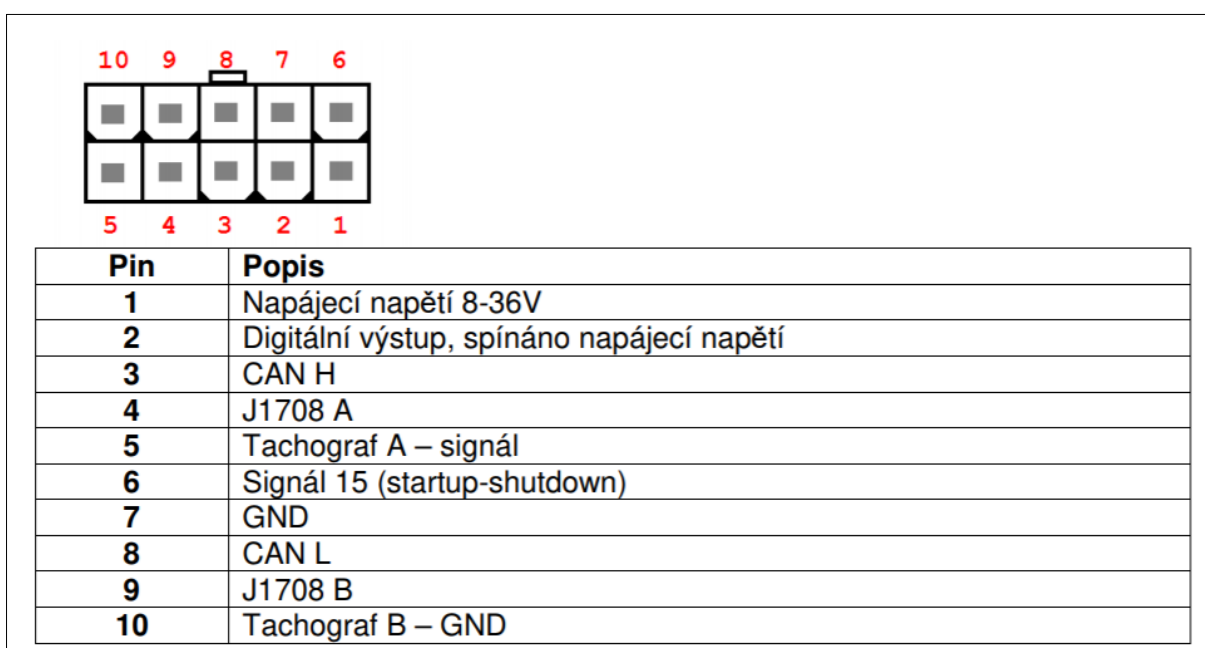 10 9 8 7 6
5 4 3 2 1
Pin Popis
1 Napájecí napětí 8-36V
2 Digitální výstup, spínáno napájecí napětí
3 CAN H
4 J1708 A
5 Tachograf A – signál
6 Signál 15 (startup-shutdown)
7 GND
8 CAN L
9 J1708 B
10 Tachograf B – GND